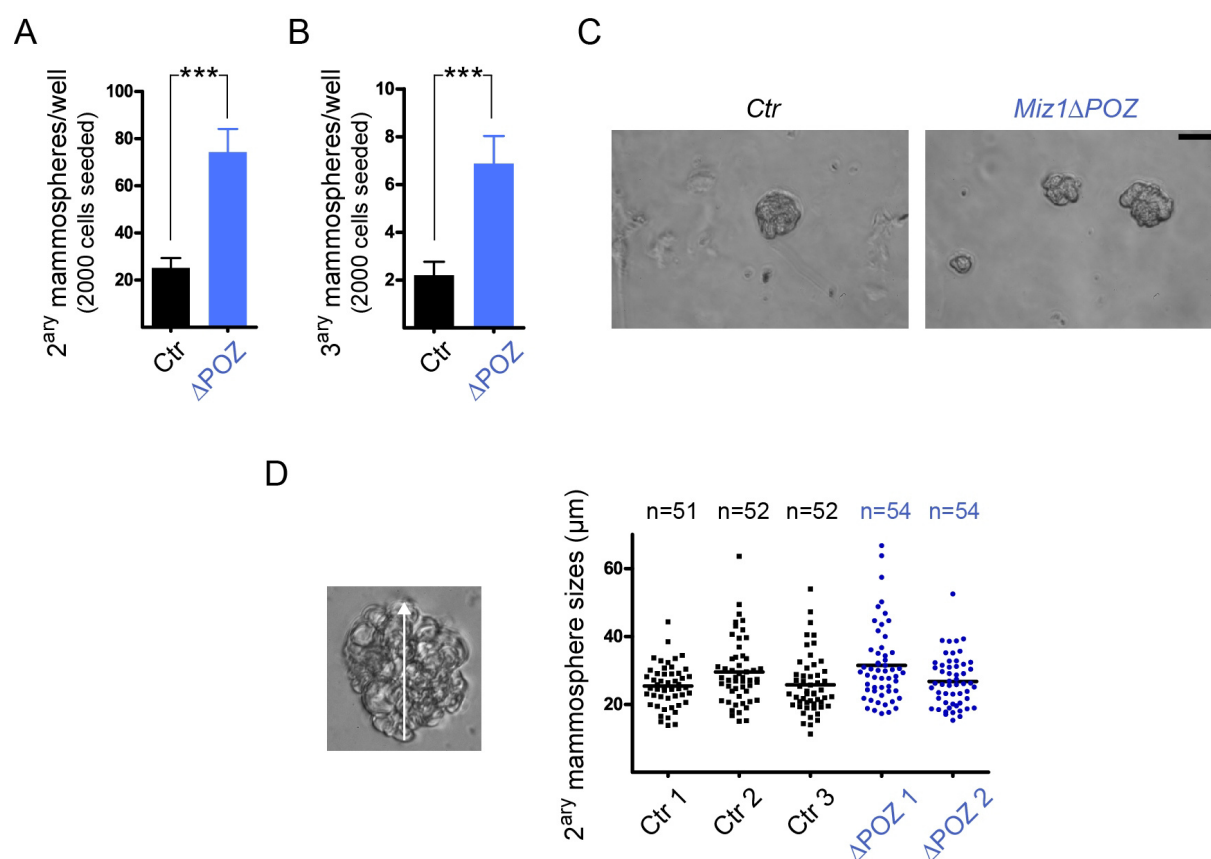 A
2ary mammospheres/well
(2000 cells seeded)
100
80
60
40
20
***
Ctr
ΔPOZ
B
3ary mammospheres/well
(2000 cells seeded)
10
8
6
4
2
***
Ctr
ΔPOZ
C
Ctr
Miz1ΔPOZ
D
2ary mammosphere sizes (μm)
n=51 n=52 n=52 n=54 n=54
60
40
20
Ctr 1
Ctr 2
Ctr 3
ΔPOZ 1
ΔPOZ 2